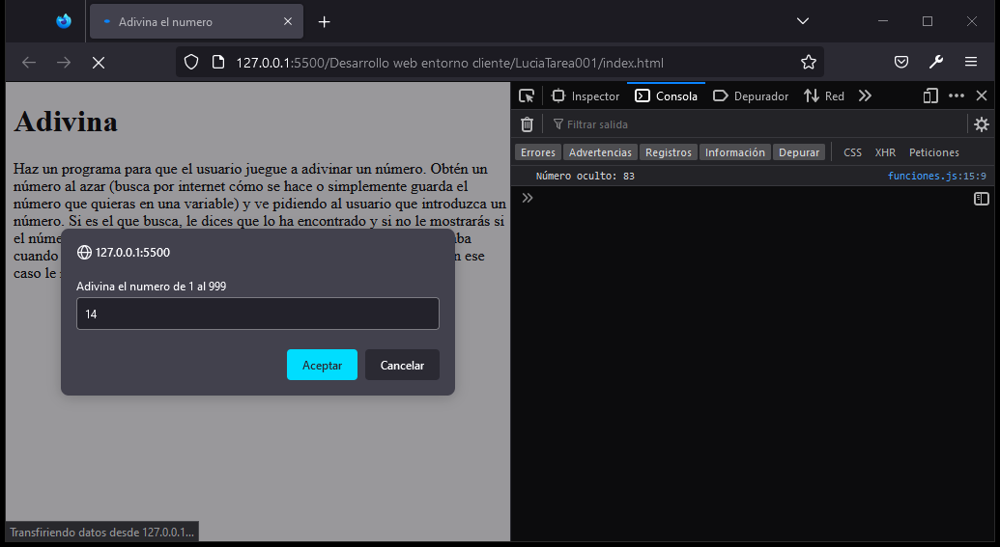 Adivina el numero
127.0.0.1:5500/Desarrollo web entorno cliente/LuciaTarea001/index.html
Inspector
Consola
Depurador
Red
Filtrar salida
Errores
Advertencias
Registros
Información
Depurar
CSS
XHR
Peticiones
Número oculto: 83
funciones.js:15:9
Adivina
Haz un programa para que el usuario juegue a adivinar un número. Obtén un
número al azar (busca por internet cómo se hace o simplemente guarda el
número que quieras en una variable) y ve pidiendo al usuario que introduzca un
número. Si es el que busca, le dices que lo ha encontrado y si no le mostrarás si
el núme
cuando
ese
caso le
127.0.0.1:5500
Adivina el numero de 1 al 999
14
Aceptar
Cancelar
Transfiriendo datos desde 127.0.0.1...